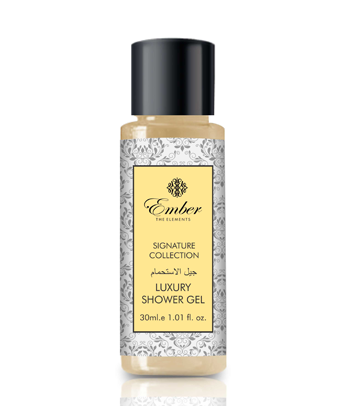 Ember
THE ELEMENTS
SIGNATURE
COLLECTION
جيل الاستحمام
LUXURY
SHOWER GEL
30ml.e 1.01 fl. oz.